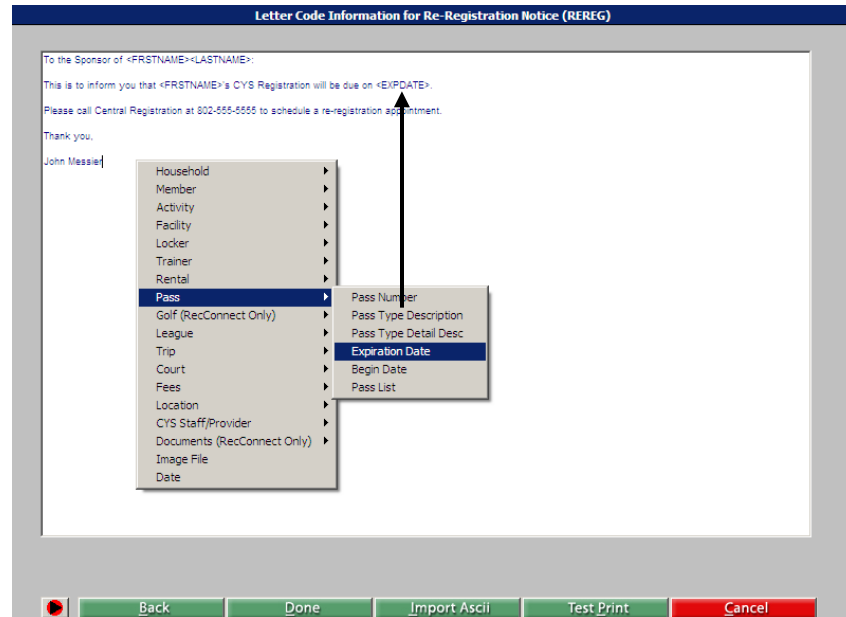 Letter Code Information for Re-Registration Notice (REREG)
To the Sponsor of <FRSTNAME><LASTNAME>:
This is to inform you that <FRSTNAME>'s CYS Registration will be due on <EXPDATE>.
Please call Central Registration at 802-555-5555 to schedule a re-registration appointment.
Thank you,
John Messier
Household
Member
Activity
Facility
Locker
Trainer
Rental
Pass
Golf (RecConnect Only)
League
Trip
Court
Fees
Location
CYS Staff/Provider
Documents (RecConnect Only)
Image File
Date
Pass Number
Pass Type Description
Pass Type Detail Desc
Expiration Date
Begin Date
Pass List
Back Done Import Ascii Test Print Cancel